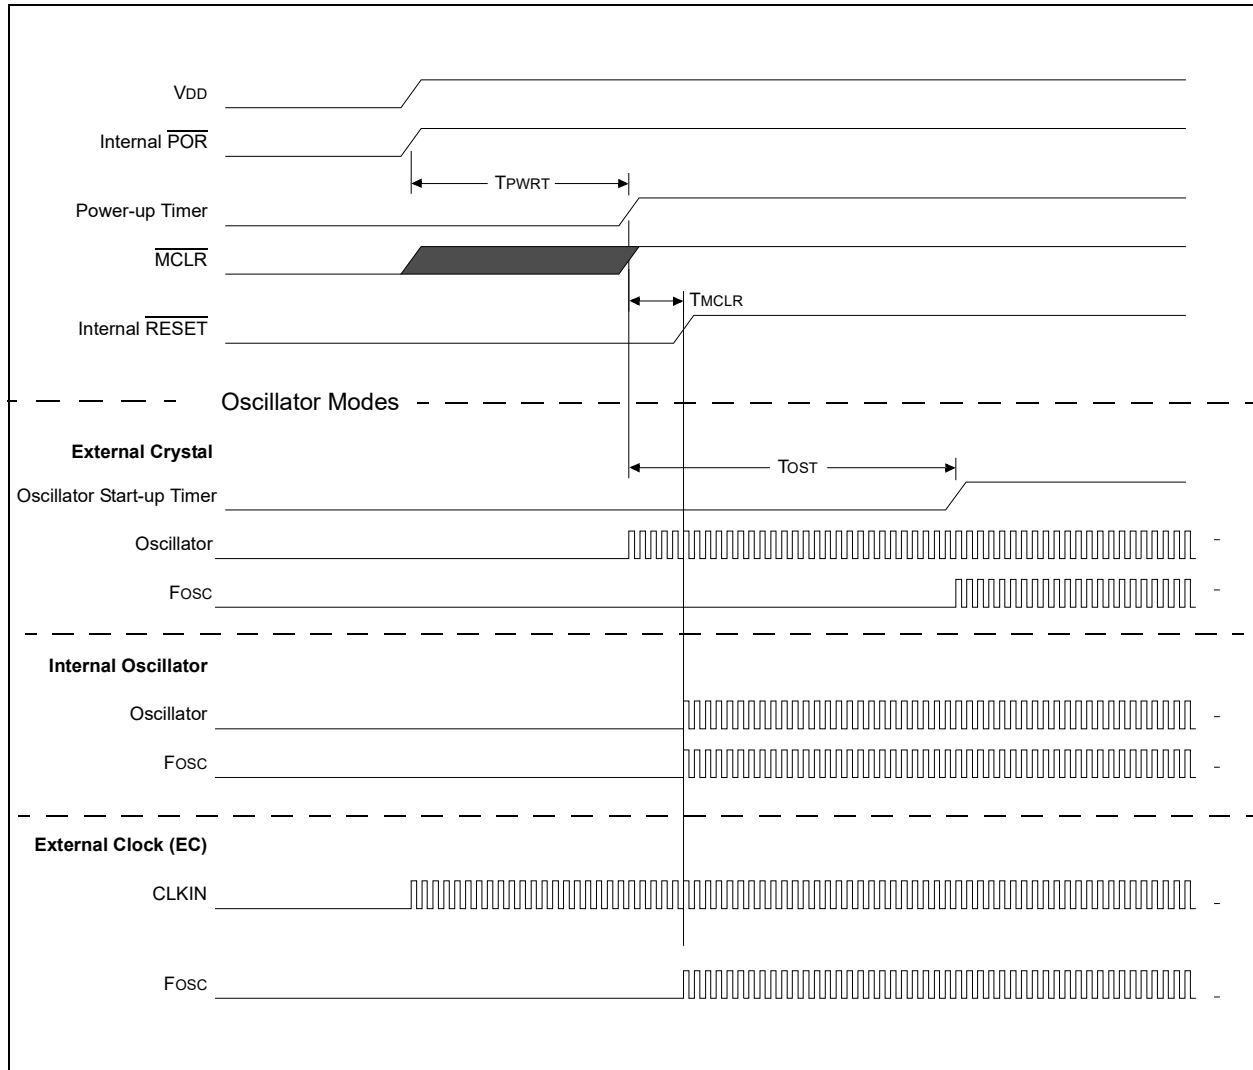 VDD
Internal POR
TPWRT
Power-up Timer
MCLR
TMCLR
Internal RESET
Oscillator Modes
External Crystal
TOST
Oscillator Start-up Timer
Oscillator
FOSC
Internal Oscillator
Oscillator
FOSC
External Clock (EC)
CLKIN
FOSC